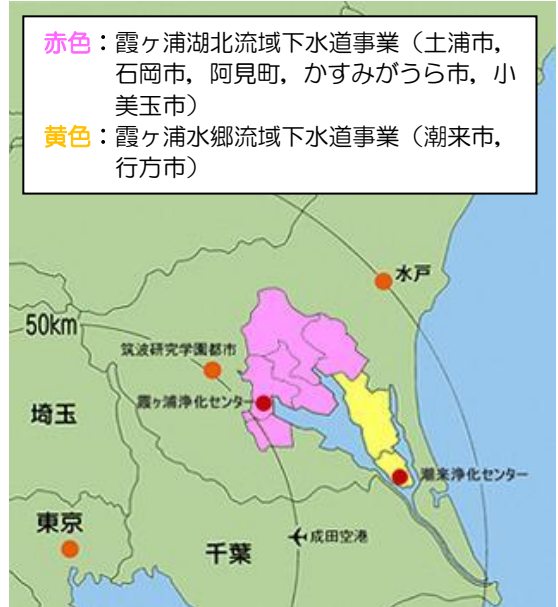 赤色：霞ヶ浦湖北流域下水道事業（土浦市，
石岡市，阿見町，かすみがうら市，小
美玉市）
黄色：霞ヶ浦水郷流域下水道事業（潮来市，
行方市）
水戸
50km
筑波研究学園都市
霞ヶ浦浄化センター
埼玉
潮来浄化センター
東京
千葉
成田空港